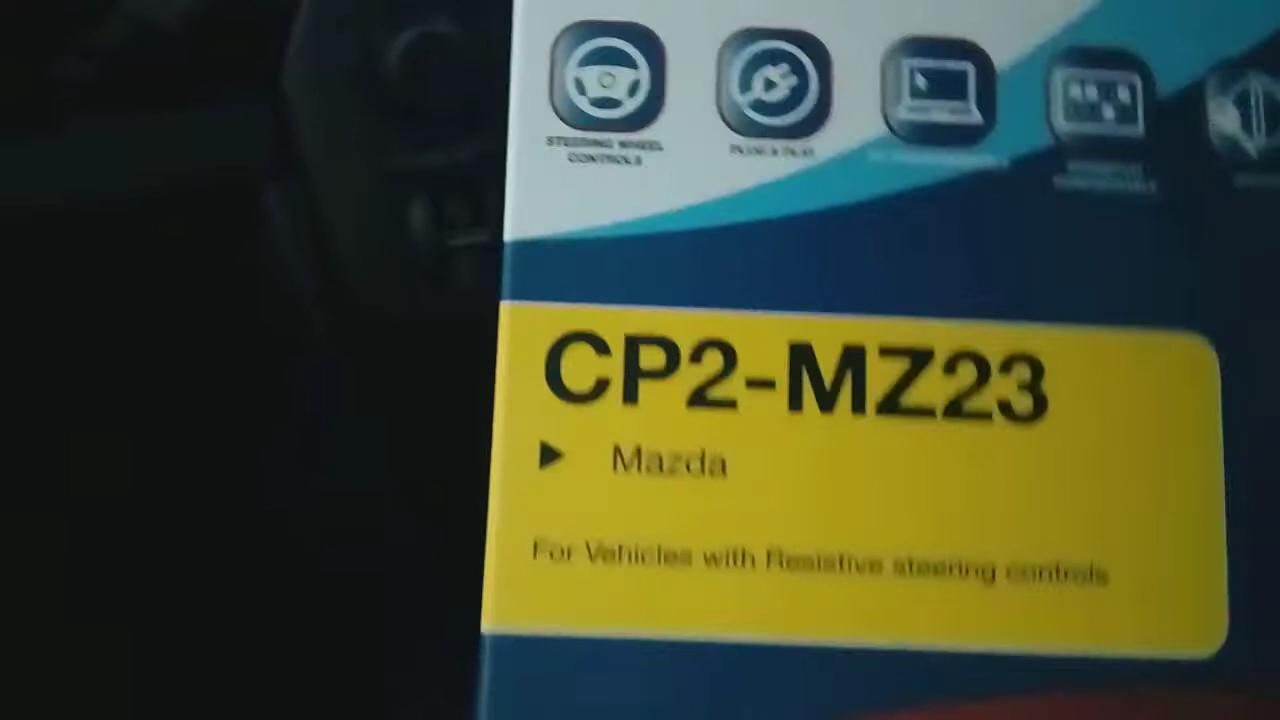 STEERING WHEEL
CONTROLS
PLUG & PLAY
CP2-MZ23
Mazda
For Vehicles with Resistive steering controls